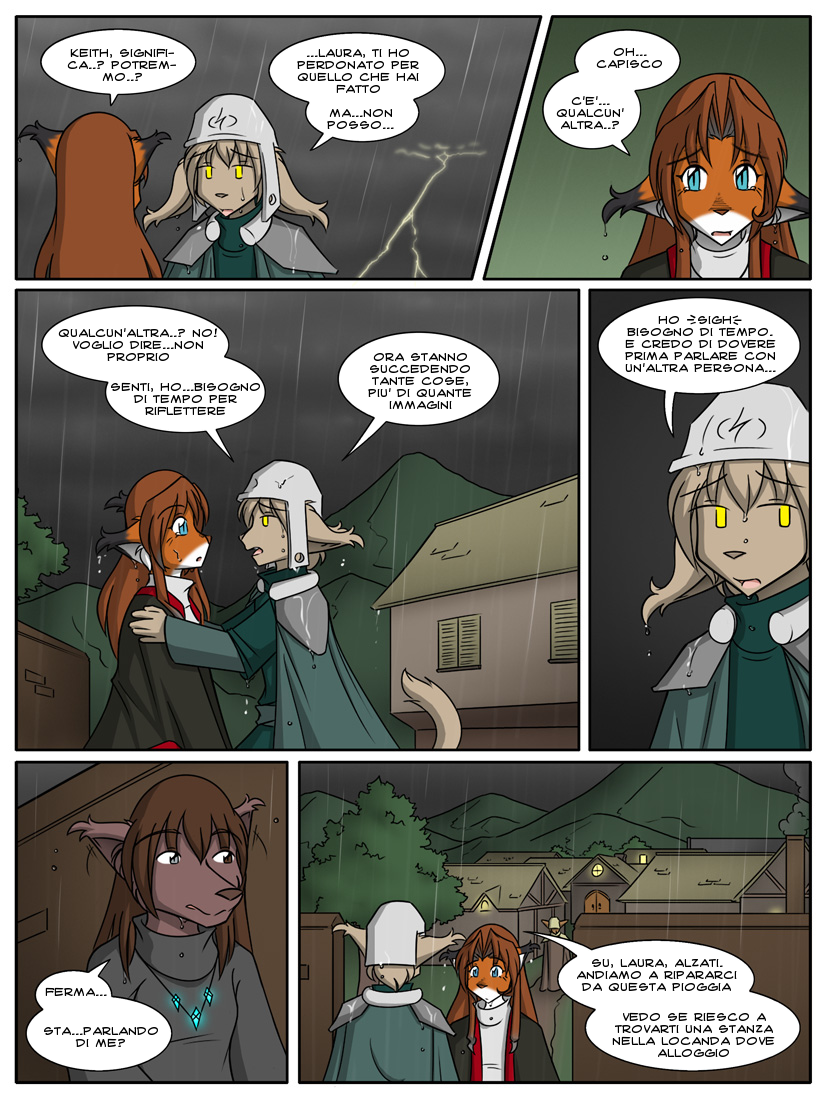 KEITH, SIGNIFI-
CA..? POTREM-
MO..?
...LAURA, TI HO
PERDONATO PER
QUELLO CHE HAI
FATTO
MA...NON
POSSO...
OH...
CAPISCO
C'E'...
QUALCUN'
ALTRA..?
QUALCUN'ALTRA..? NO!
VOGLIO DIRE...NON
PROPRIO
SENTI, HO...BISOGNO
DI TEMPO PER
RIFLETTERE
ORA STANNO
SUCCEDENDO
TANTE COSE,
PIU' DI QUANTE
IMMAGINI
HO >SIGH<
BISOGNO DI TEMPO.
E CREDO DI DOVERE
PRIMA PARLARE CON
UN'ALTRA PERSONA...
FERMA...
STA...PARLANDO
DI ME?
SU, LAURA, ALZATI.
ANDIAMO A RIPARARCI
DA QUESTA PIOGGIA
VEDO SE RIESCO A
TROVARTI UNA STANZA
NELLA LOCANDA DOVE
ALLOGGIO